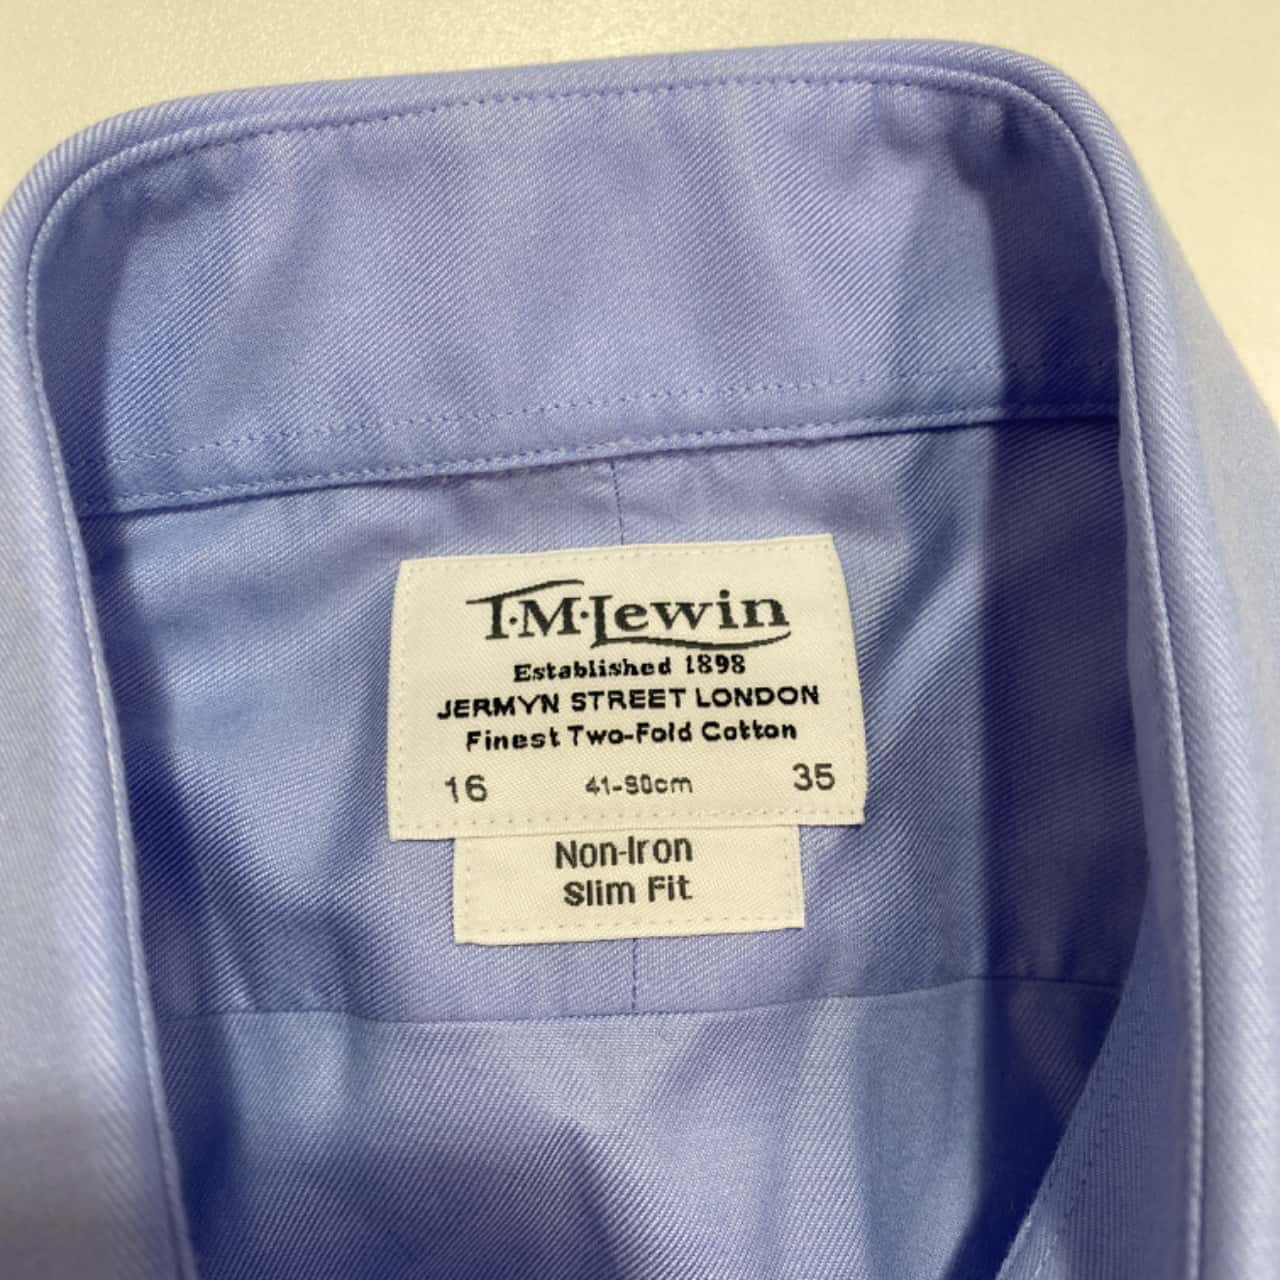 T·M·Lewin
Established 1898
JERMYN STREET LONDON
Finest Two-Fold Cotton
16 41-90cm 35
Non-Iron
Slim Fit